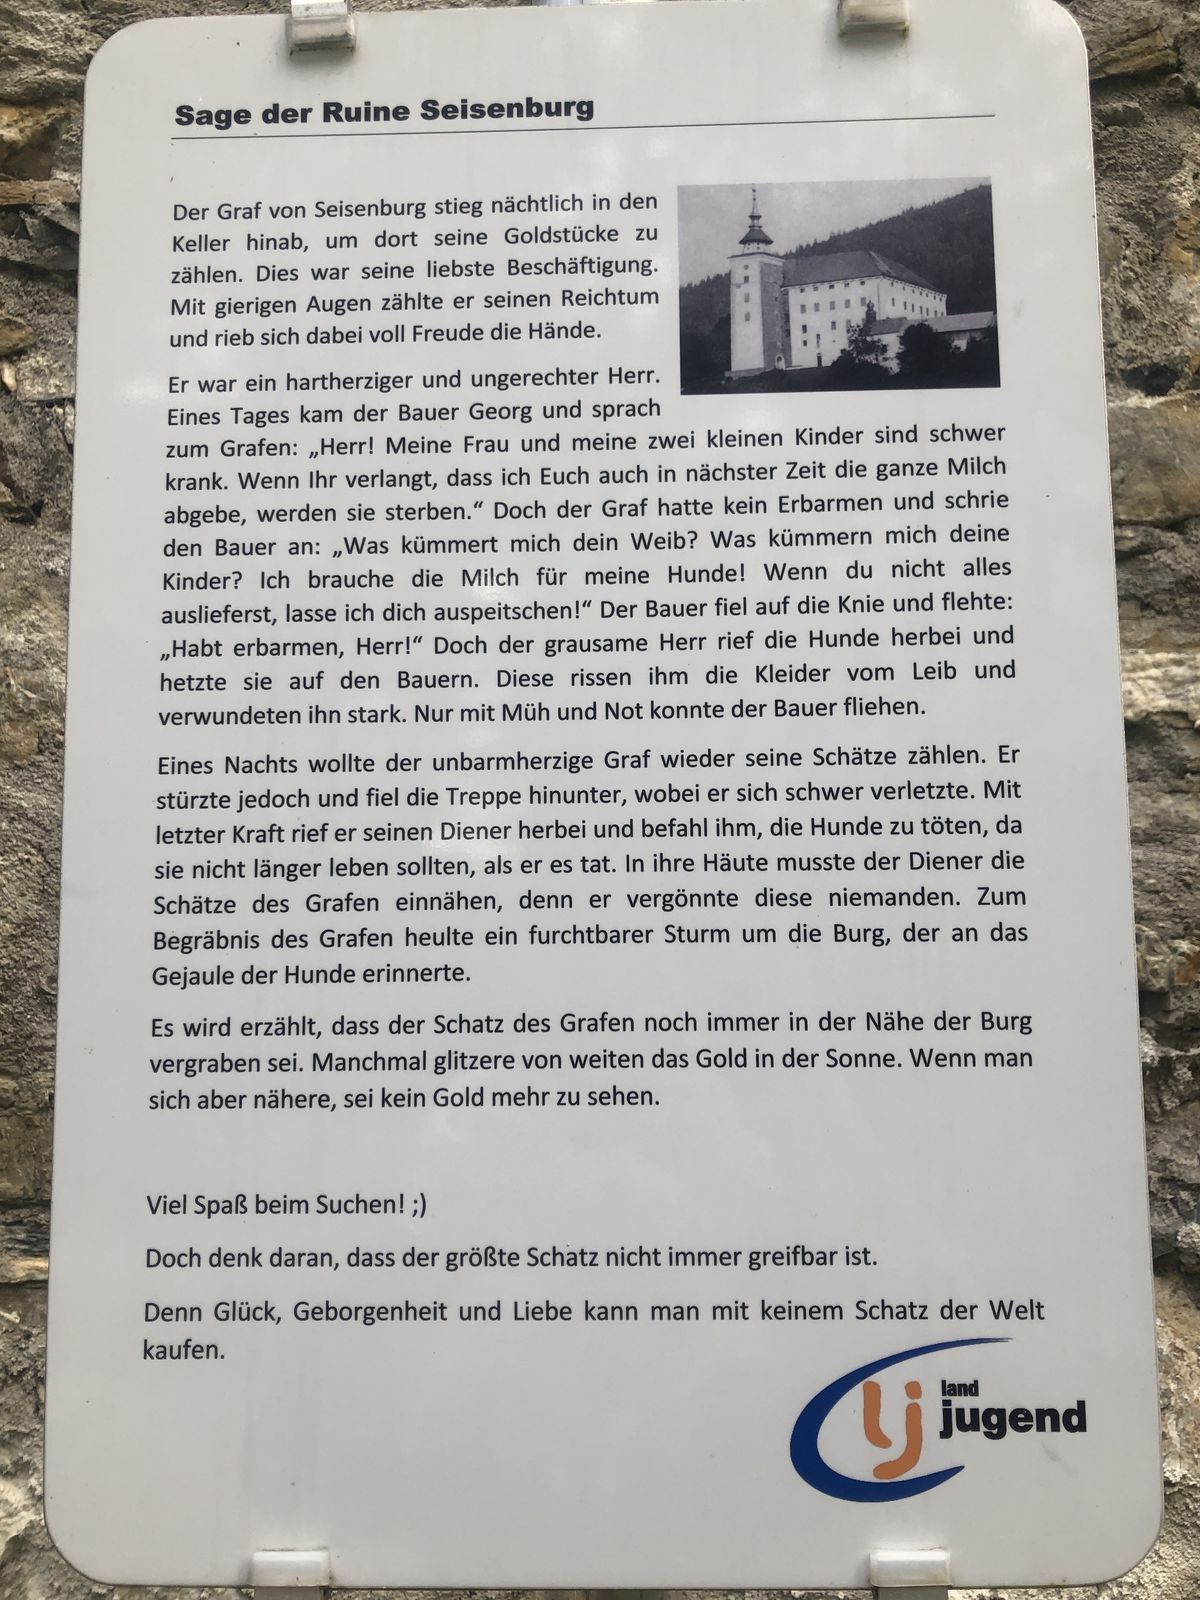 Sage der Ruine Seisenburg
Der Graf von Seisenburg stieg nächtlich in den
Keller hinab, um dort seine Goldstücke zu
zählen. Dies war seine liebste Beschäftigung.
Mit gierigen Augen zählte er seinen Reichtum
und rieb sich dabei voll Freude die Hände.
Er war ein hartherziger und ungerechter Herr.
Eines Tages kam der Bauer Georg und sprach
zum Grafen: „Herr! Meine Frau und meine zwei kleinen Kinder sind schwer
krank. Wenn Ihr verlangt, dass ich Euch auch in nächster Zeit die ganze Milch
abgebe, werden sie sterben.“ Doch der Graf hatte kein Erbarmen und schrie
den Bauer an: „Was kümmert mich dein Weib? Was kümmern mich deine
Kinder? Ich brauche die Milch für meine Hunde! Wenn du nicht alles
auslieferst, lasse ich dich auspeitschen!“ Der Bauer fiel auf die Knie und flehte:
„Habt erbarmen, Herr!“ Doch der grausame Herr rief die Hunde herbei und
hetzte sie auf den Bauern. Diese rissen ihm die Kleider vom Leib und
verwundeten ihn stark. Nur mit Müh und Not konnte der Bauer fliehen.
Eines Nachts wollte der unbarmherzige Graf wieder seine Schätze zählen. Er
stürzte jedoch und fiel die Treppe hinunter, wobei er sich schwer verletzte. Mit
letzter Kraft rief er seinen Diener herbei und befahl ihm, die Hunde zu töten, da
sie nicht länger leben sollten, als er es tat. In ihre Häute musste der Diener die
Schätze des Grafen einnähen, denn er vergönnte diese niemanden. Zum
Begräbnis des Grafen heulte ein furchtbarer Sturm um die Burg, der an das
Gejaule der Hunde erinnerte.
Es wird erzählt, dass der Schatz des Grafen noch immer in der Nähe der Burg
vergraben sei. Manchmal glitzere von weiten das Gold in der Sonne. Wenn man
sich aber nähere, sei kein Gold mehr zu sehen.
Viel Spaß beim Suchen! ;)
Doch denk daran, dass der größte Schatz nicht immer greifbar ist.
Denn Glück, Geborgenheit und Liebe kann man mit keinem Schatz der Welt
kaufen.
lj
land
jugend